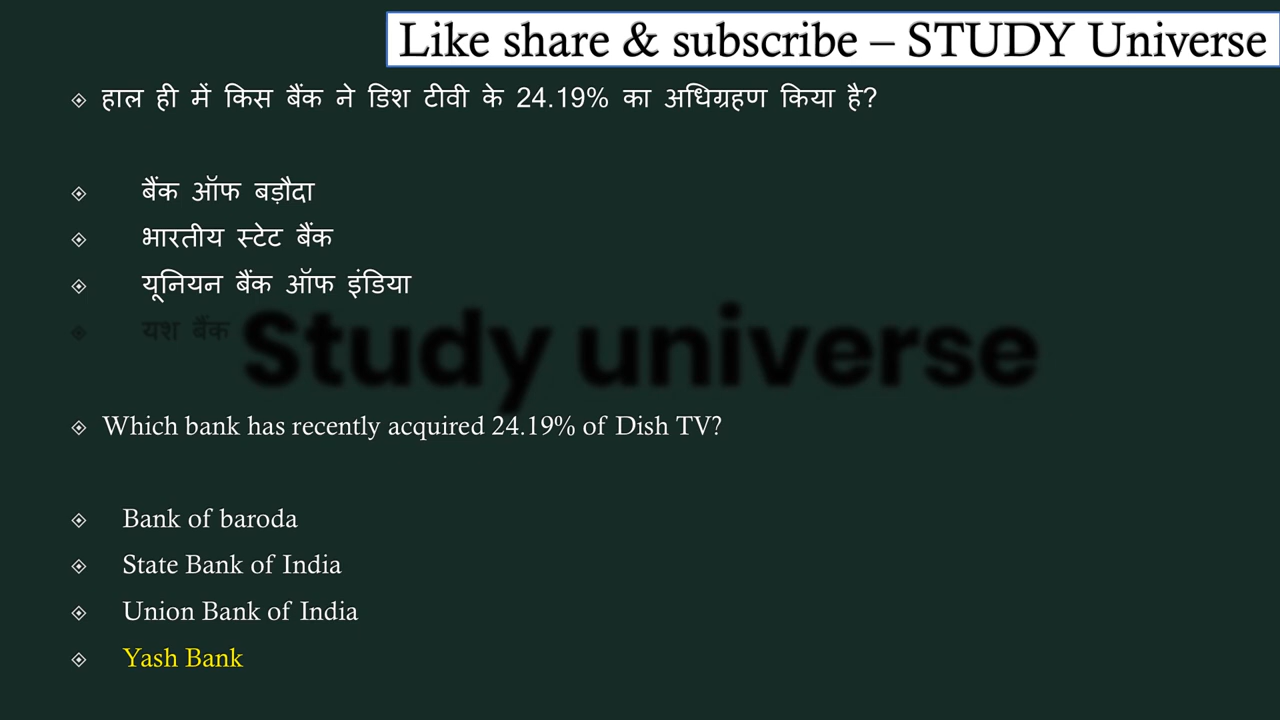 Like share & subscribe – STUDY Universe
हाल ही में किस बैंक ने डिश टीवी के 24.19% का अधिग्रहण किया है?
बैंक ऑफ बड़ौदा
भारतीय स्टेट बैंक
यूनियन बैंक ऑफ इंडिया
यश बैंक
Study universe
Which bank has recently acquired 24.19% of Dish TV?
Bank of baroda
State Bank of India
Union Bank of India
Yash Bank